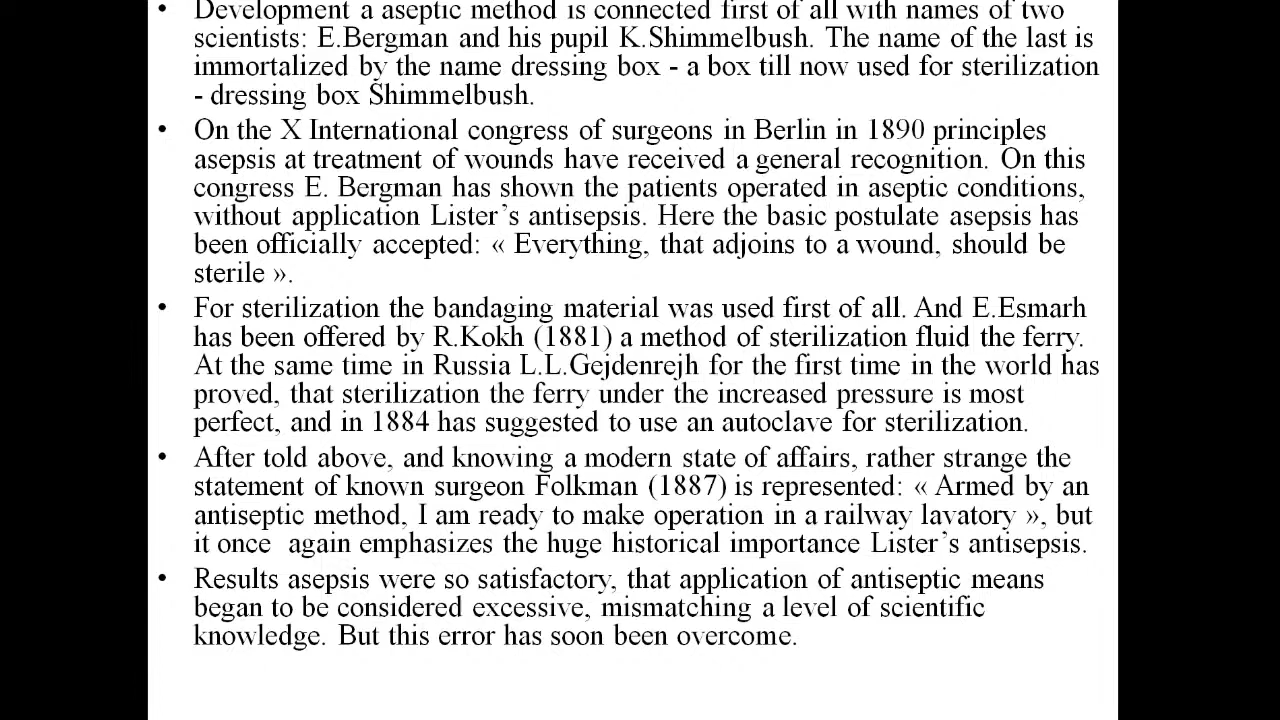 • Development a aseptic method is connected first of all with names of two
scientists: E.Bergman and his pupil K.Shimmelbush. The name of the last is
immortalized by the name dressing box - a box till now used for sterilization
- dressing box Shimmelbush.
• On the X International congress of surgeons in Berlin in 1890 principles
asepsis at treatment of wounds have received a general recognition. On this
congress E. Bergman has shown the patients operated in aseptic conditions,
without application Lister’s antisepsis. Here the basic postulate asepsis has
been officially accepted: « Everything, that adjoins to a wound, should be
sterile ».
• For sterilization the bandaging material was used first of all. And E.Esmarh
has been offered by R.Kokh (1881) a method of sterilization fluid the ferry.
At the same time in Russia L.L.Gejdenrejh for the first time in the world has
proved, that sterilization the ferry under the increased pressure is most
perfect, and in 1884 has suggested to use an autoclave for sterilization.
• After told above, and knowing a modern state of affairs, rather strange the
statement of known surgeon Folkman (1887) is represented: « Armed by an
antiseptic method, I am ready to make operation in a railway lavatory », but
it once  again emphasizes the huge historical importance Lister’s antisepsis.
• Results asepsis were so satisfactory, that application of antiseptic means
began to be considered excessive, mismatching a level of scientific
knowledge. But this error has soon been overcome.